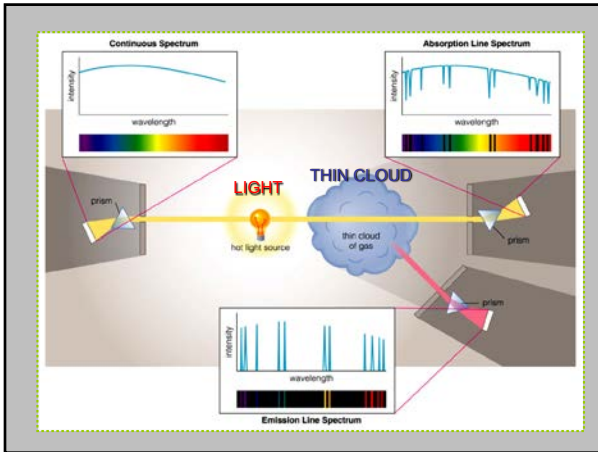 Continuous Spectrum
intensity
wavelength
Absorption Line Spectrum
intensity
wavelength
LIGHT
THIN CLOUD
prism
hot light source
thin cloud
of gas
prism
prism
intensity
wavelength
Emission Line Spectrum